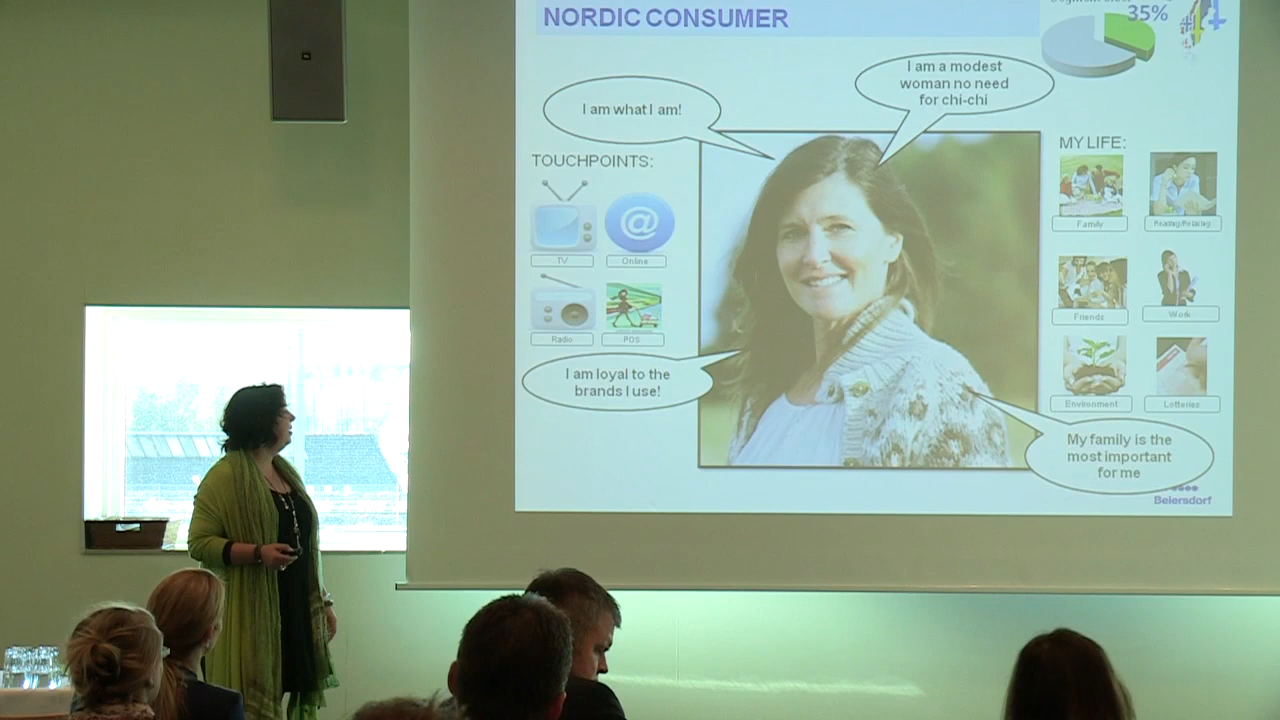 NORDIC CONSUMER
35%
I am a modest
woman no need
for chi-chi
I am what I am!
TOUCHPOINTS:
MY LIFE:
@
TV
Online
Family
Reading/Relaxing
Radio
POS
Friends
Work
I am loyal to the
brands I use!
Environment
Lotteries
My family is the
most important
for me
Beiersdorf